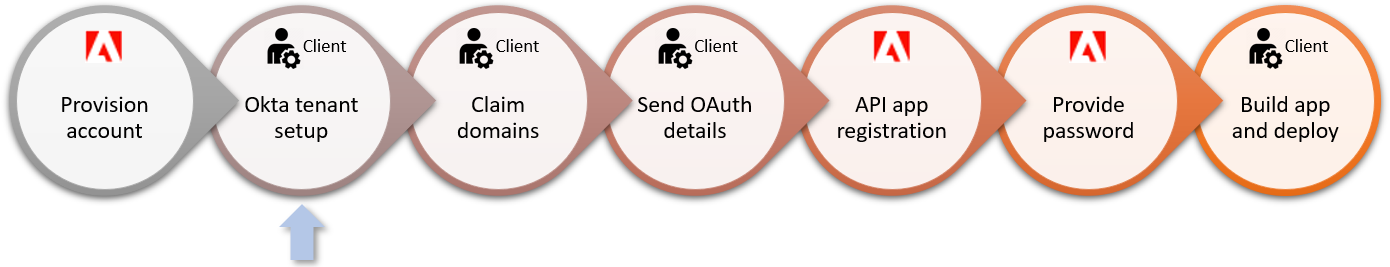 Provision
account
Client
Okta tenant
setup
Client
Claim
domains
Client
Send OAuth
details
API app
registration
Provide
password
Client
Build app
and deploy